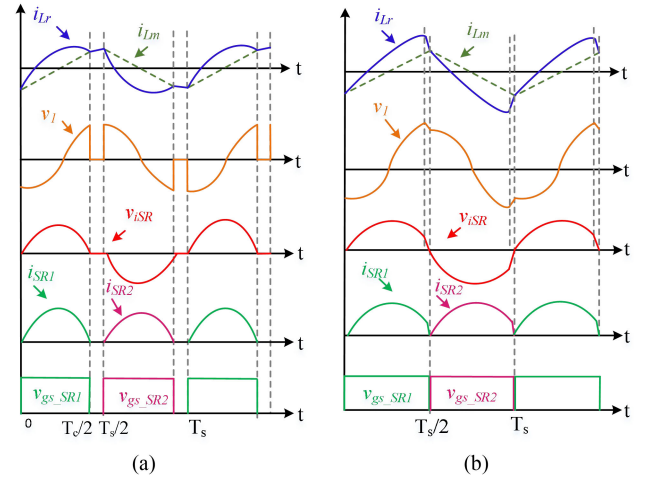 i_Lr
i_Lm
t
v_1
t
v_iSR
t
i_SR1
i_SR2
t
v_gs_SR1
v_gs_SR2
t
0
T_c/2
T_s/2
T_s
(a)
i_Lr
i_Lm
t
v_1
t
v_iSR
t
i_SR1
i_SR2
t
v_gs_SR1
v_gs_SR2
t
T_s/2
T_s
(b)